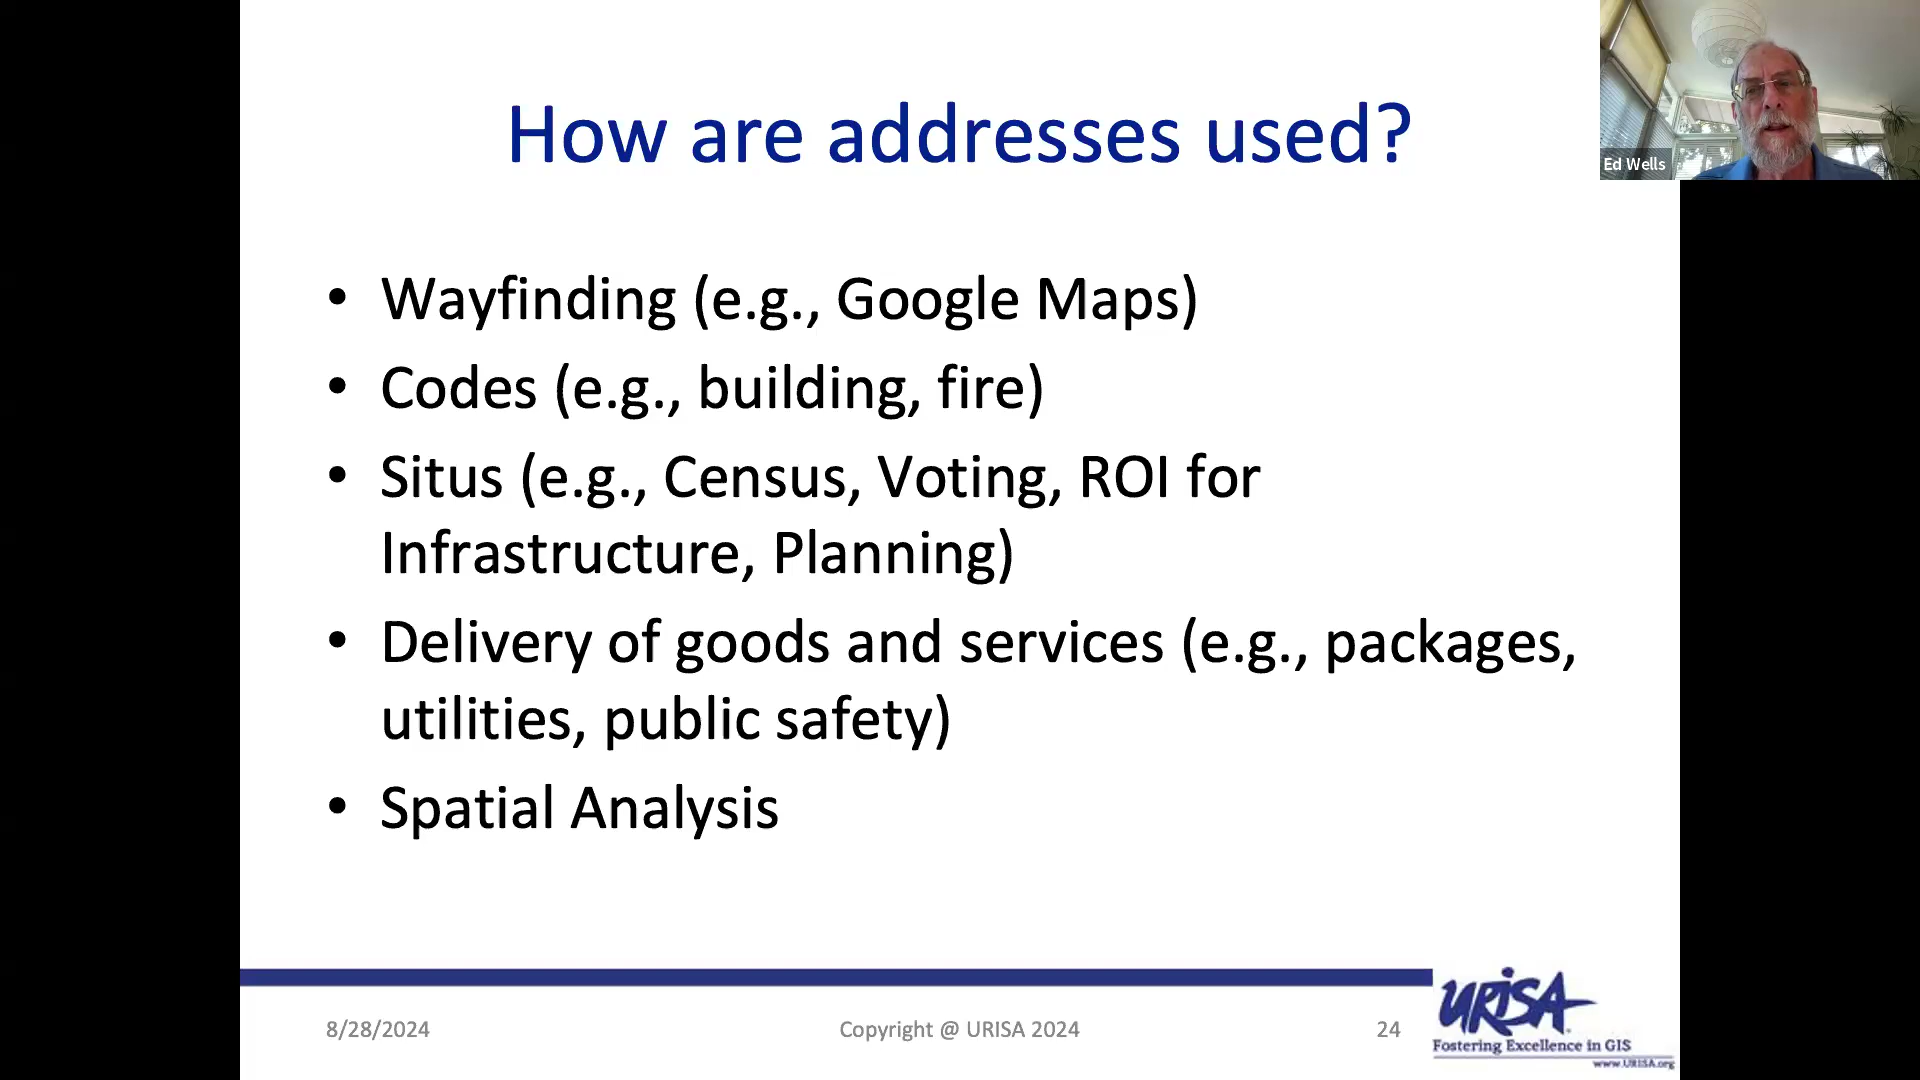 How are addresses used?
Ed Wells
• Wayfinding (e.g., Google Maps)
• Codes (e.g., building, fire)
• Situs (e.g., Census, Voting, ROI for
Infrastructure, Planning)
• Delivery of goods and services (e.g., packages,
utilities, public safety)
• Spatial Analysis
8/28/2024
Copyright @ URISA 2024
24
URISA
Fostering Excellence in GIS
www.URISA.org